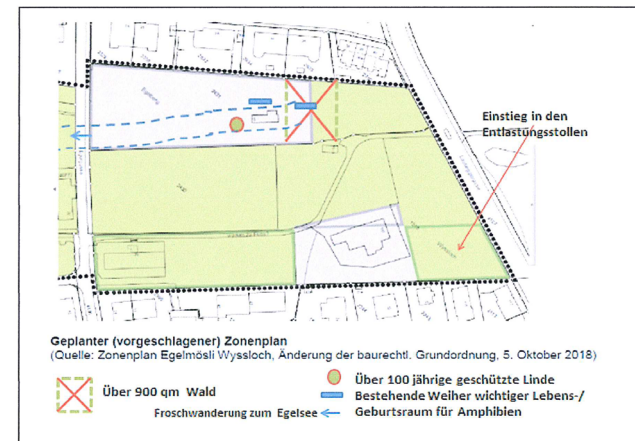 Einstieg in den
Entlastungsstollen
Geplanter (vorgeschlagener) Zonenplan
(Quelle: Zonenplan Egelmösli Wyssloch, Änderung der baurechtl. Grundordnung, 5. Oktober 2018)
Über 900 qm Wald
Über 100 jährige geschützte Linde
Bestehende Weiher wichtiger Lebens-/
Froschwanderung zum Egelsee
Geburtsraum für Amphibien